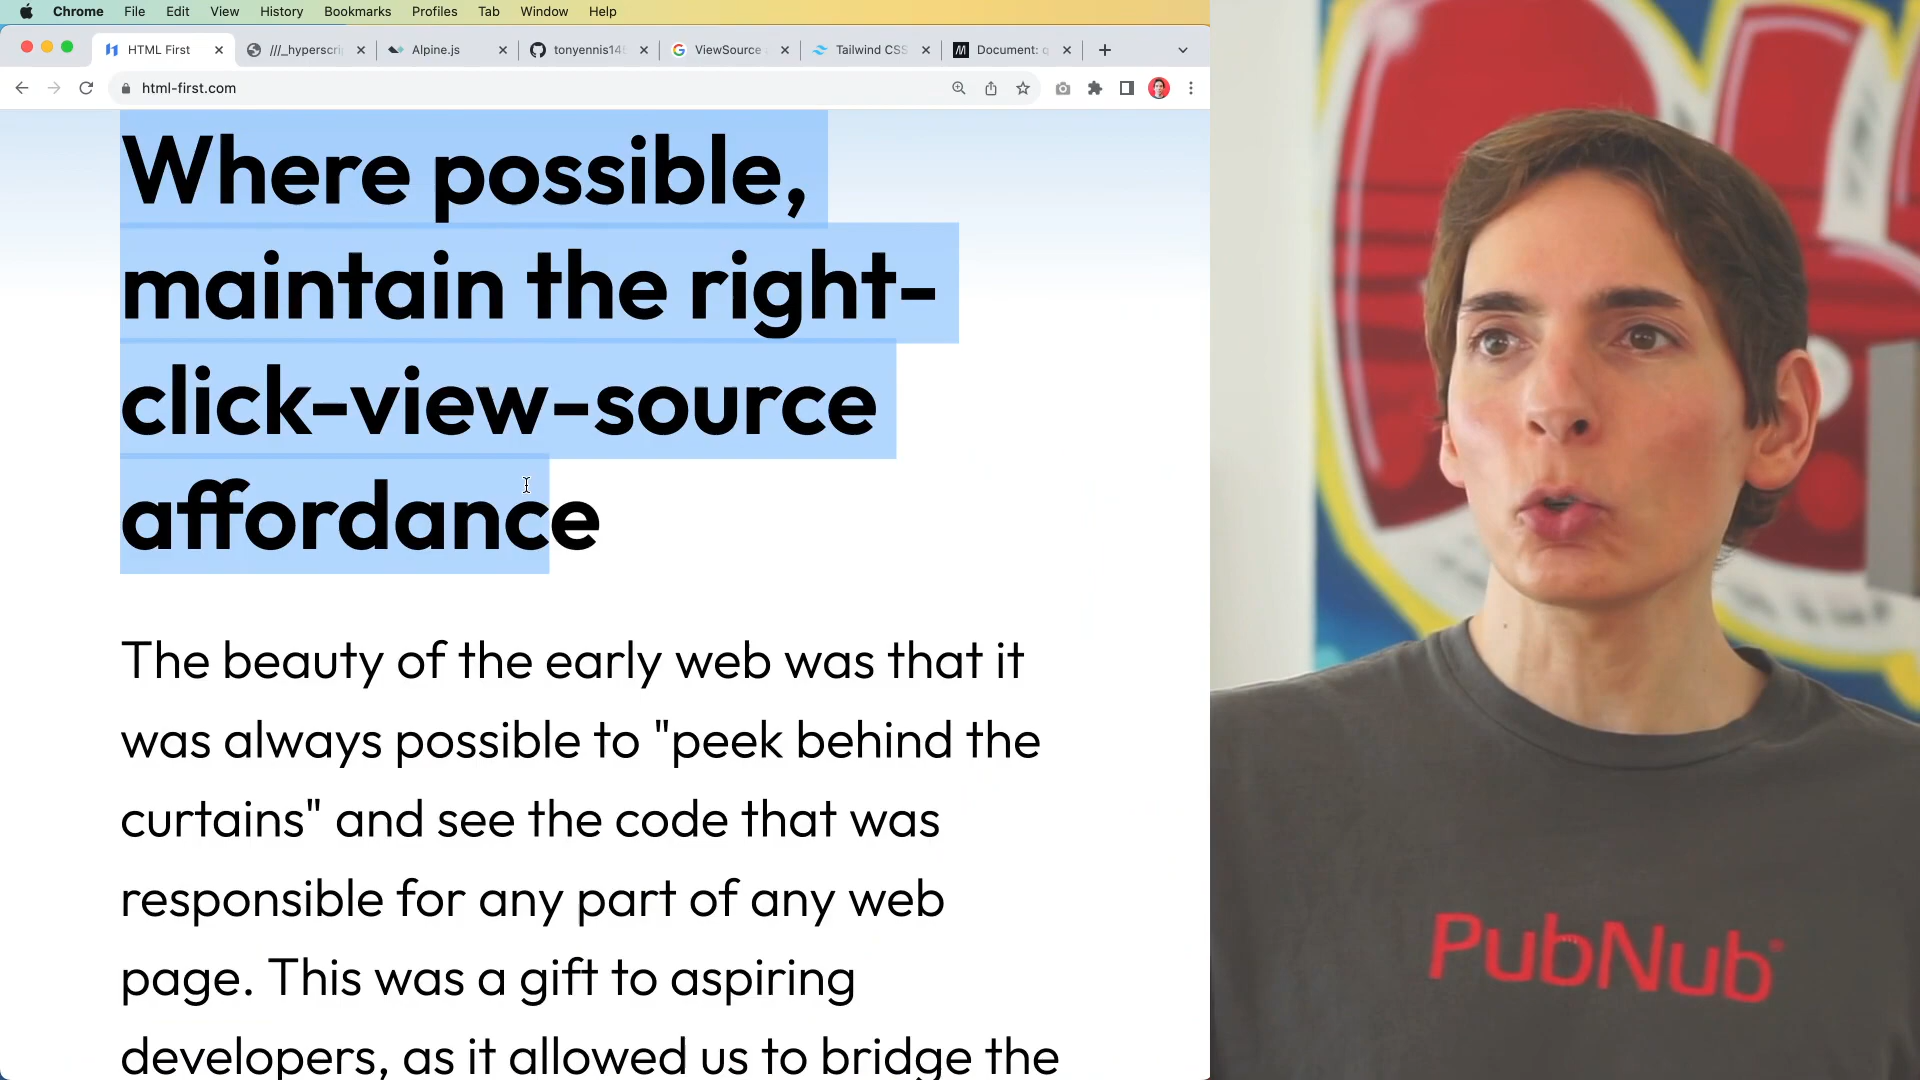 Chrome File Edit View History Bookmarks Profiles Tab Window Help
HTML First ///_hyperscri Alpine.js tonyennis14 ViewSource Tailwind CSS Document: q
html-first.com
Where possible,
maintain the right-
click-view-source
affordance
The beauty of the early web was that it
was always possible to "peek behind the
curtains" and see the code that was
responsible for any part of any web
page. This was a gift to aspiring
developers, as it allowed us to bridge the
PubNub